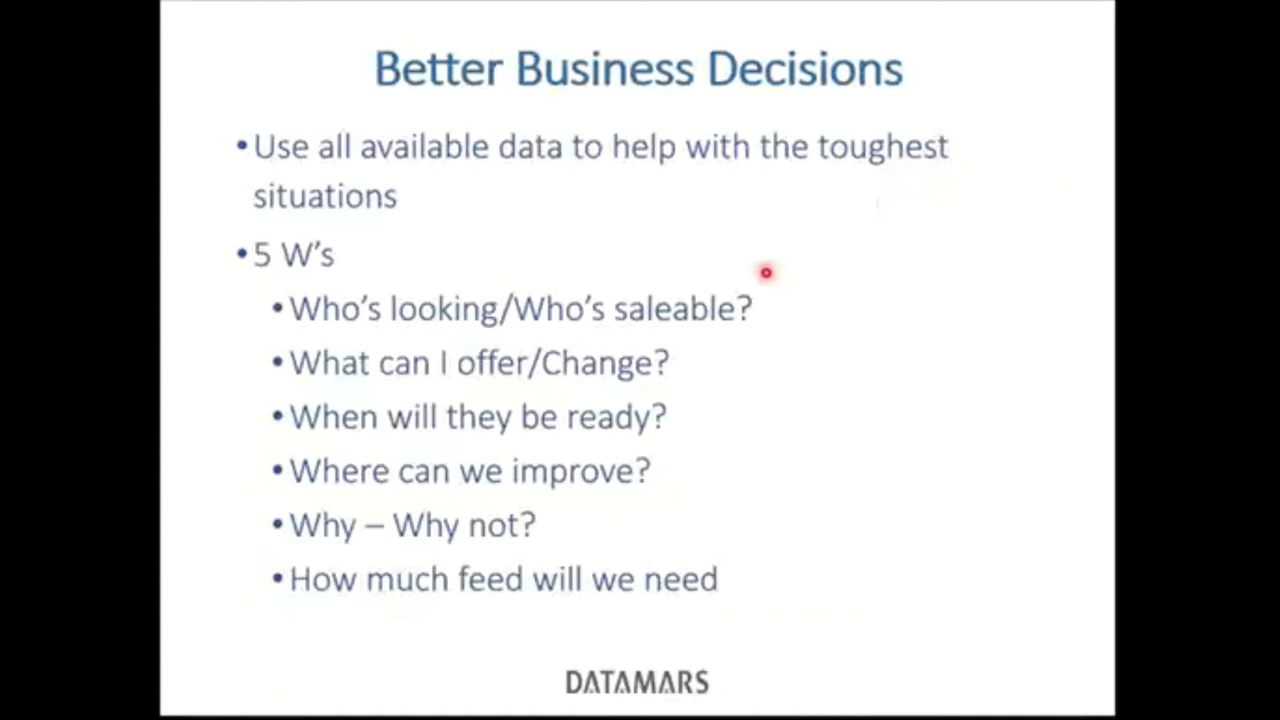 Better Business Decisions
•Use all available data to help with the toughest
situations
•5 W’s
•Who’s looking/Who’s saleable?
•What can I offer/Change?
•When will they be ready?
•Where can we improve?
•Why – Why not?
•How much feed will we need
DATAMARS